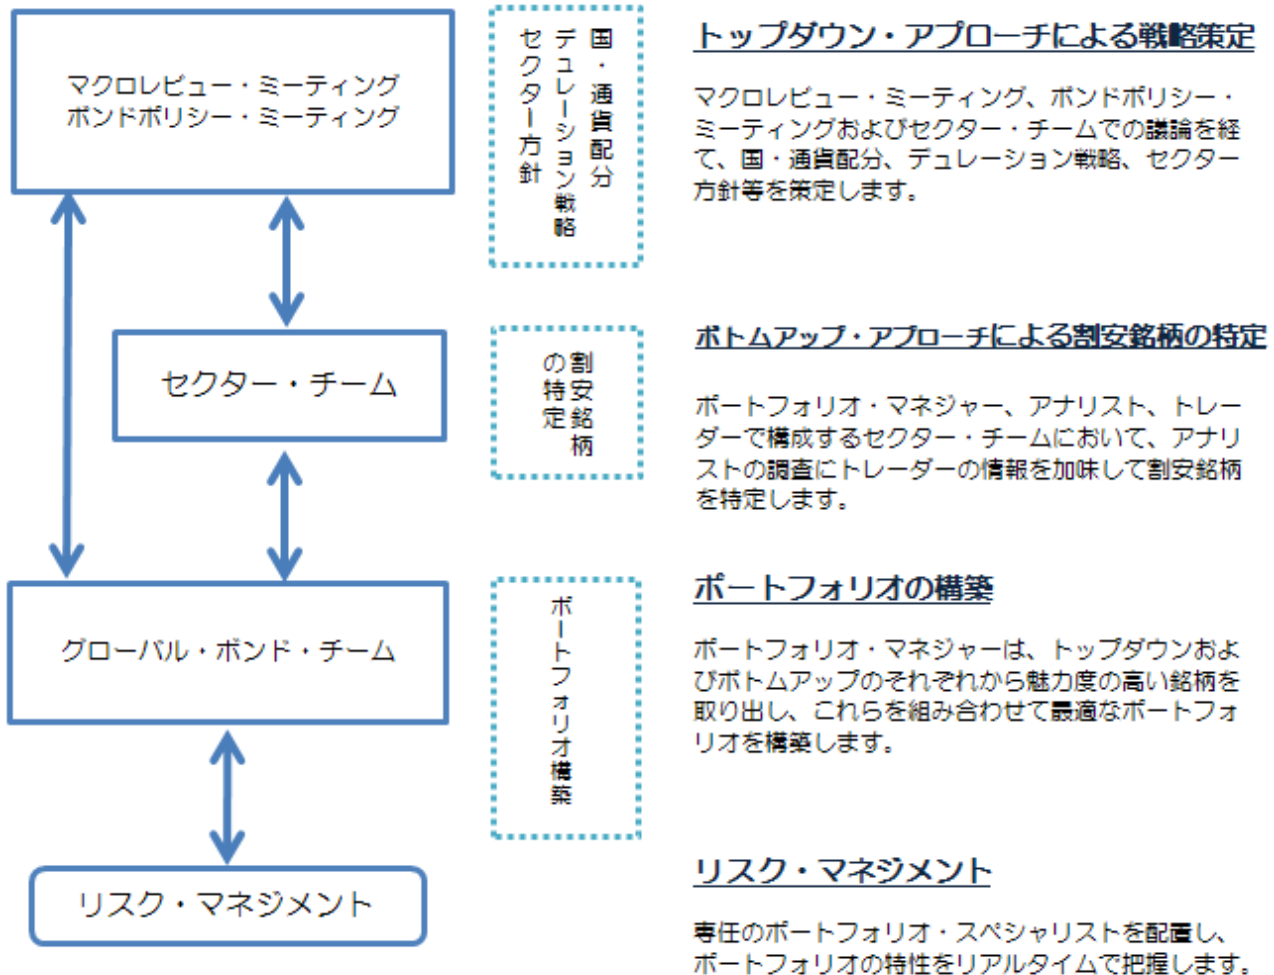 マクロレビュー・ミーティング
ボンドポリシー・ミーティング
国・通貨配分
デュレーション戦略
セクター方針
トップダウン・アプローチによる戦略策定
マクロレビュー・ミーティング、ボンドポリシー・
ミーティングおよびセクター・チームでの議論を経
て、国・通貨配分、デュレーション戦略、セクター
方針等を策定します。
セクター・チーム
割安銘柄
の特定
ボトムアップ・アプローチによる割安銘柄の特定
ポートフォリオ・マネジャー、アナリスト、トレー
ダーで構成するセクター・チームにおいて、アナリ
ストの調査にトレーダーの情報を加味して割安銘柄
を特定します。
グローバル・ボンド・チーム
ポートフォリオ構築
ポートフォリオの構築
ポートフォリオ・マネジャーは、トップダウンおよ
びボトムアップのそれぞれから魅力度の高い銘柄を
取り出し、これらを組み合わせて最適なポートフォ
リオを構築します。
リスク・マネジメント
リスク・マネジメント
専任のポートフォリオ・スペシャリストを配置し、
ポートフォリオの特性をリアルタイムで把握します。